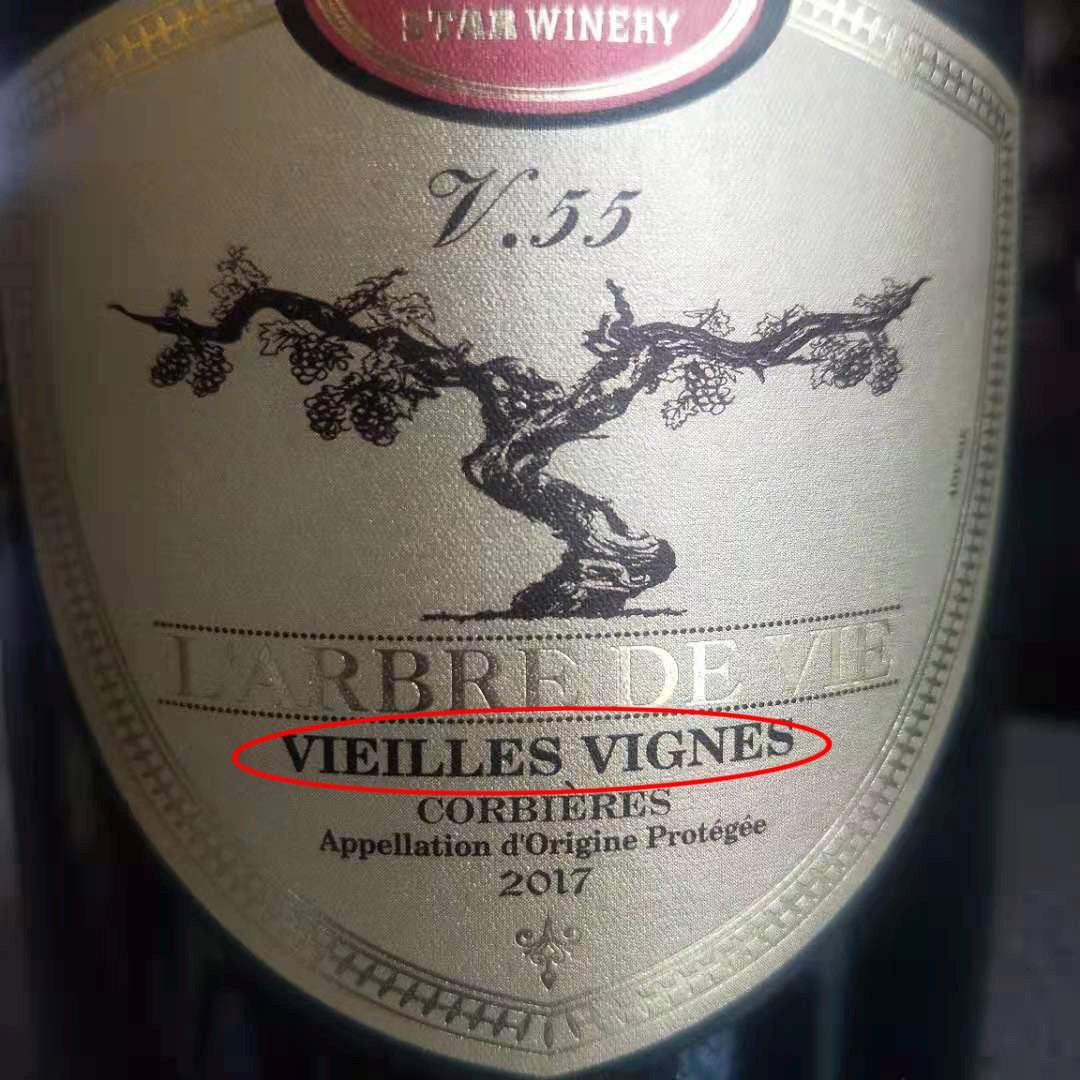 STAR WINERY
V.55
L'ARBRE DE VIE
VIEILLES VIGNES
CORBIÈRES
Appellation d'Origine Protégée
2017